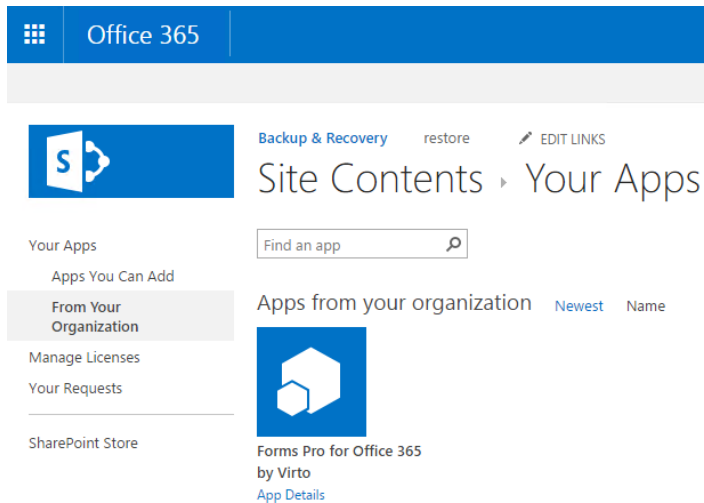 Office 365
Backup & Recovery restore EDIT LINKS
S
Site Contents Your Apps
Find an app
Your Apps
Apps You Can Add
From Your
Organization
Manage Licenses
Your Requests
SharePoint Store
Apps from your organization Newest Name
Forms Pro for Office 365
by Virto
App Details